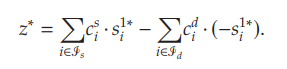 z* = ∑_{i∈𝒥_s} c_i^s · s_i^{1*} − ∑_{i∈𝒥_d} c_i^d · (−s_i^{1*}).